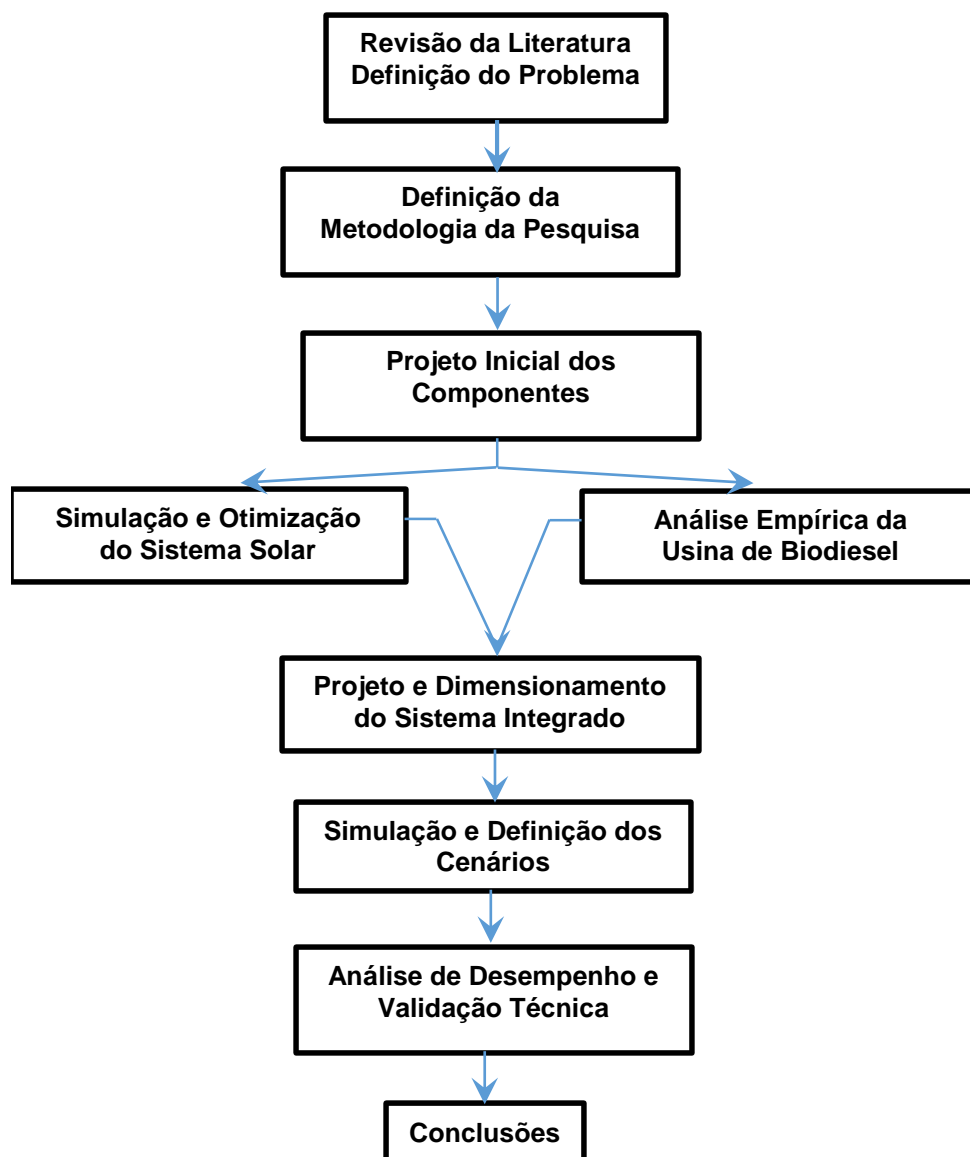 Revisão da Literatura
Definição do Problema
Definição da
Metodologia da Pesquisa
Projeto Inicial dos
Componentes
Simulação e Otimização
do Sistema Solar
Análise Empírica da
Usina de Biodiesel
Projeto e Dimensionamento
do Sistema Integrado
Simulação e Definição dos
Cenários
Análise de Desempenho e
Validação Técnica
Conclusões